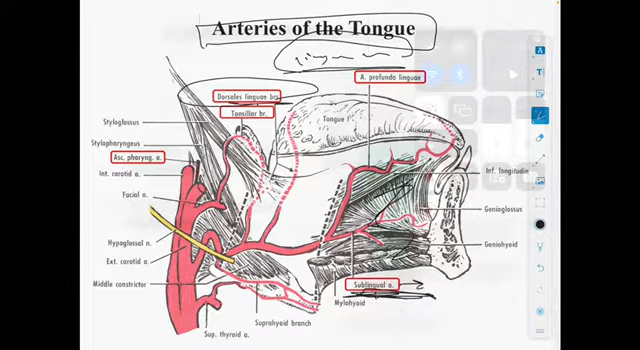 Arteries of the Tongue
A. profunda linguae
Dorsales linguae br.
Tonsillar br.
Tongue
Styloglossus
Stylopharyngeus
Asc. pharyng. a.
Int. carotid a.
Facial a.
Hypoglossal n.
Ext. carotid a.
Middle constrictor
Sup. thyroid a.
Suprahyoid branch
Mylohyoid
Sublingual a.
Inf. longitudin
Genioglossus
Geniohyoid
A
T